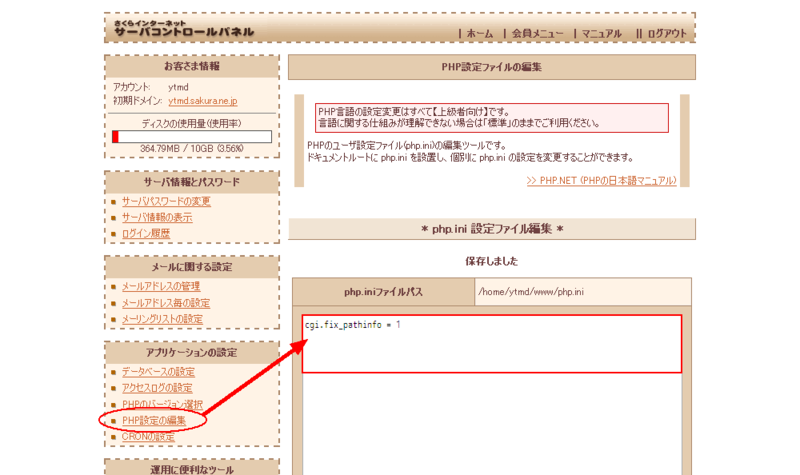 さくらインターネット
サーバコントロールパネル
| ホーム | 会員メニュー | マニュアル || ログアウト
お客さま情報
アカウント: ytmd
初期ドメイン: ytmd.sakura.ne.jp
ディスクの使用量(使用率)
364.79MB / 10GB (3.56%)
サーバ情報とパスワード
サーバパスワードの変更
サーバ情報の表示
ログイン履歴
メールに関する設定
メールアドレスの管理
メールアドレス毎の設定
メーリングリストの設定
アプリケーションの設定
データベースの設定
アクセスログの設定
PHPのバージョン選択
PHP設定の編集
CRONの設定
運用に便利なツール
PHP設定ファイルの編集
PHP言語の設定変更はすべて【上級者向け】です。
言語に関する仕組みが理解できない場合は「標準」のままでご利用ください。
PHPのユーザ設定ファイル(php.ini)の編集ツールです。
ドキュメントルートに php.ini を設置し、個別に php.ini の設定を変更することができます。
>> PHP.NET (PHPの日本語マニュアル)
* php.ini 設定ファイル編集 *
保存しました
php.iniファイルパス /home/ytmd/www/php.ini
cgi.fix_pathinfo = 1